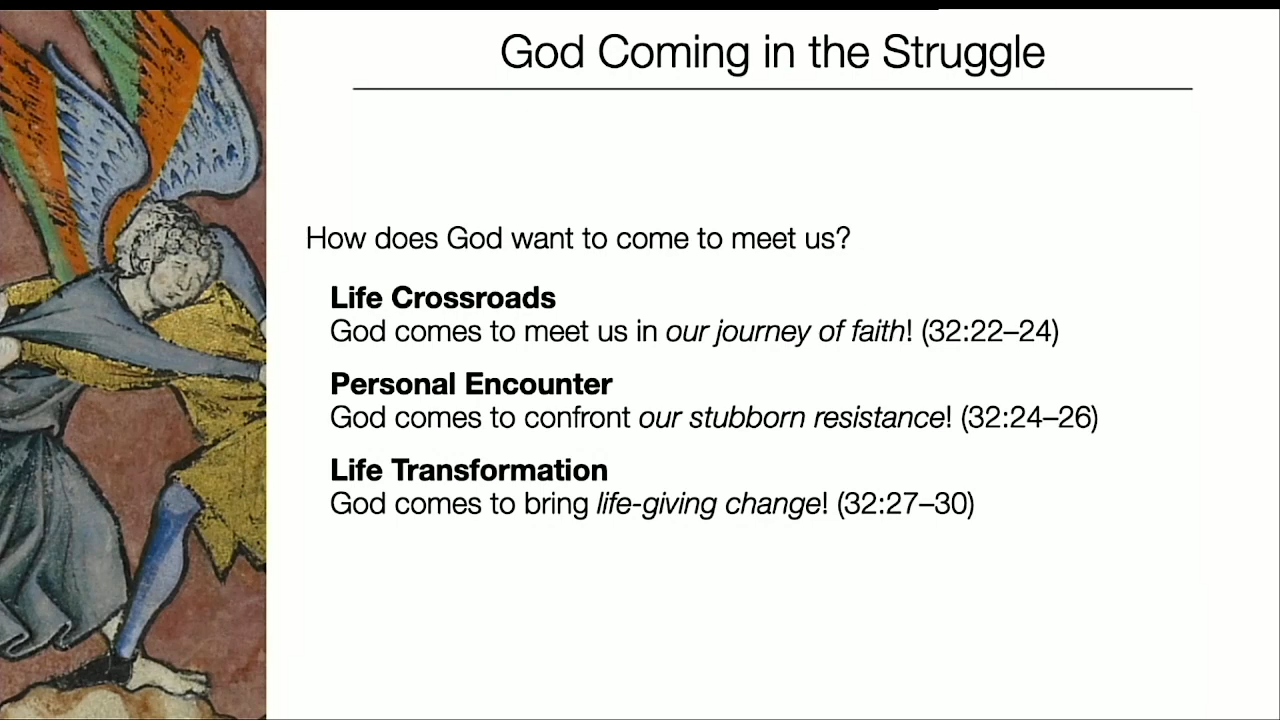 God Coming in the Struggle
How does God want to come to meet us?
Life Crossroads
God comes to meet us in our journey of faith! (32:22–24)
Personal Encounter
God comes to confront our stubborn resistance! (32:24–26)
Life Transformation
God comes to bring life-giving change! (32:27–30)